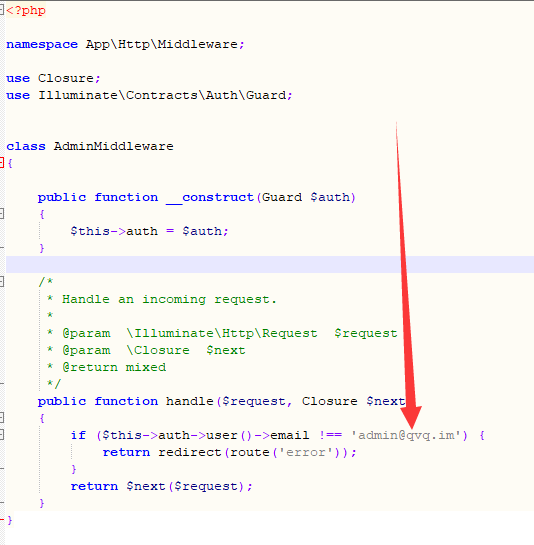 <?php
namespace App\Http\Middleware;
use Closure;
use Illuminate\Contracts\Auth\Guard;
class AdminMiddleware
{
public function __construct(Guard $auth)
{
$this->auth = $auth;
}
/*
* Handle an incoming request.
*
* @param  \Illuminate\Http\Request  $request
* @param  \Closure  $next
* @return mixed
*/
public function handle($request, Closure $next
{
if ($this->auth->user()->email !== 'admin@qvq.im') {
return redirect(route('error'));
}
return $next($request);
}
}